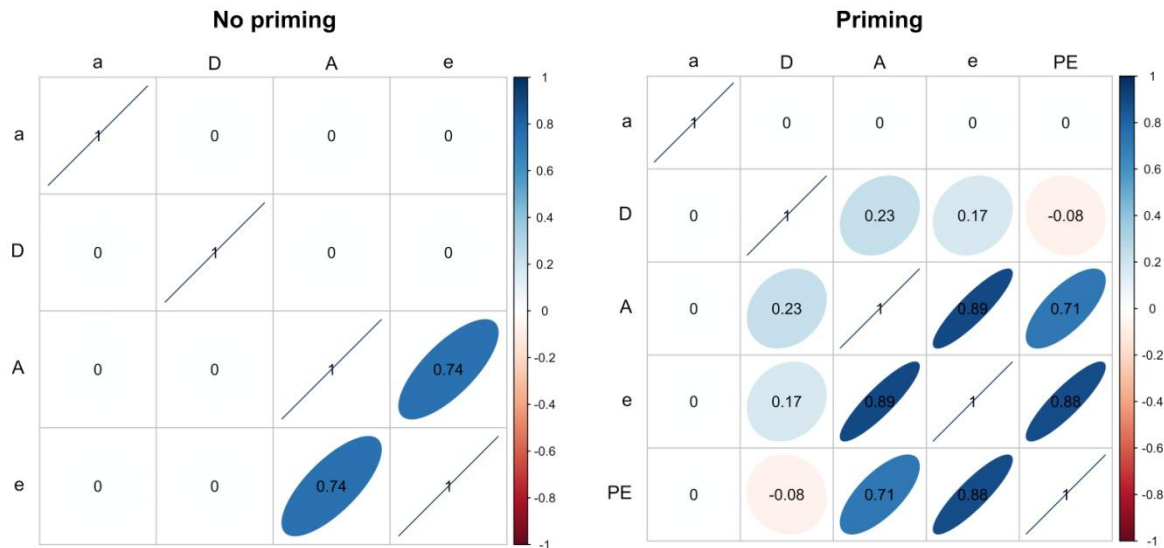 No priming
a D A e
a 1 0 0 0
D 0 1 0 0
A 0 0 1 0.74
e 0 0 0.74 1
1
0.8
0.6
0.4
0.2
0
-0.2
-0.4
-0.6
-0.8
-1
Priming
a D A e PE
a 1 0 0 0 0
D 0 1 0.23 0.17 -0.08
A 0 0.23 1 0.89 0.71
e 0 0.17 0.89 1 0.88
PE 0 -0.08 0.71 0.88 1
1
0.8
0.6
0.4
0.2
0
-0.2
-0.4
-0.6
-0.8
-1